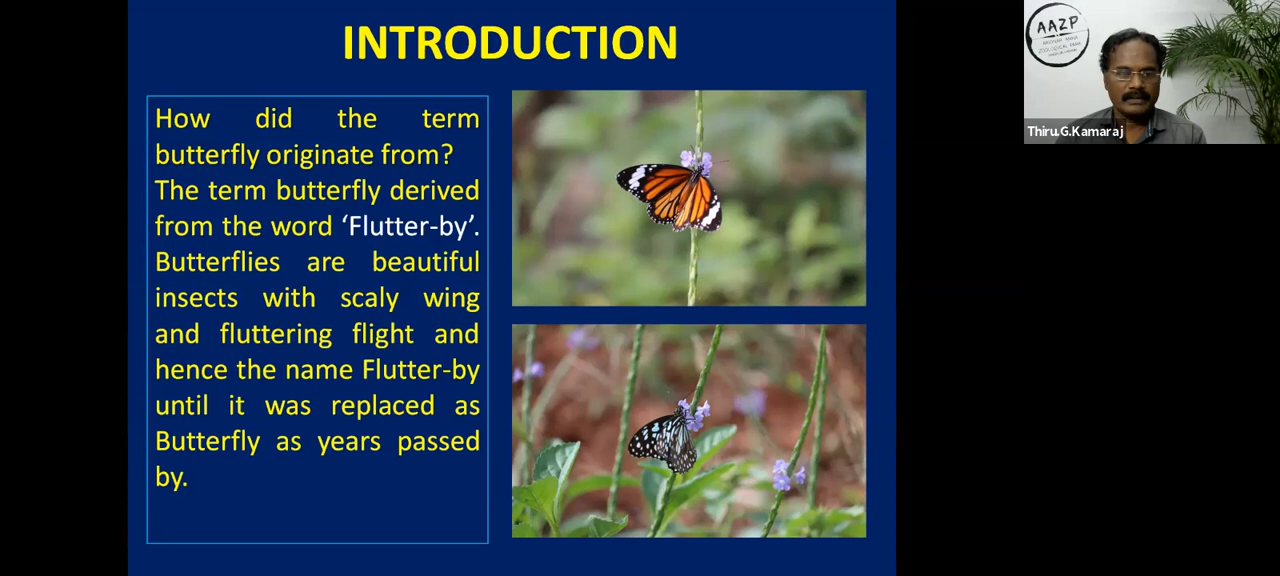 INTRODUCTION
How did the term
butterfly originate from?
The term butterfly derived
from the word ‘Flutter-by’.
Butterflies are beautiful
insects with scaly wing
and fluttering flight and
hence the name Flutter-by
until it was replaced as
Butterfly as years passed
by.
AAZP
ZOOLOGICAL PARK
Thiru.G.Kamaraj